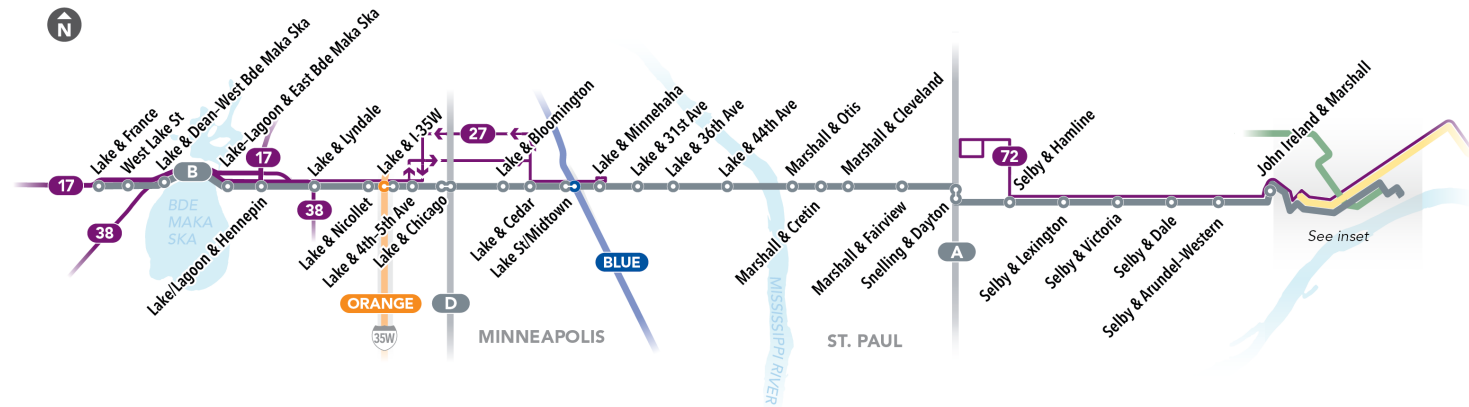 N
Lake & France
West Lake St
Lake & Dean-West Bde Maka Ska
Lake-Lagoon & East Bde Maka Ska
Lake & Lyndale
Lake & I-35W
Lake & Bloomington
Lake & Minnehaha
Lake & 31st Ave
Lake & 36th Ave
Lake & 44th Ave
Marshall & Otis
Marshall & Cleveland
Selby & Hamline
John Ireland & Marshall
27
17
72
17
B
38
38
BDE
MAKA
SKA
Lake/Lagoon & Hennepin
Lake & Nicollet
Lake & 4th-5th Ave
Lake & Chicago
Lake & Cedar
Lake St/Midtown
Marshall & Cretin
Marshall & Fairview
Snelling & Dayton
Selby & Lexington
Selby & Victoria
Selby & Dale
Selby & Arundel-Western
See inset
BLUE
A
ORANGE
D
35W
MINNEAPOLIS
ST. PAUL
MISSISSIPPI RIVER